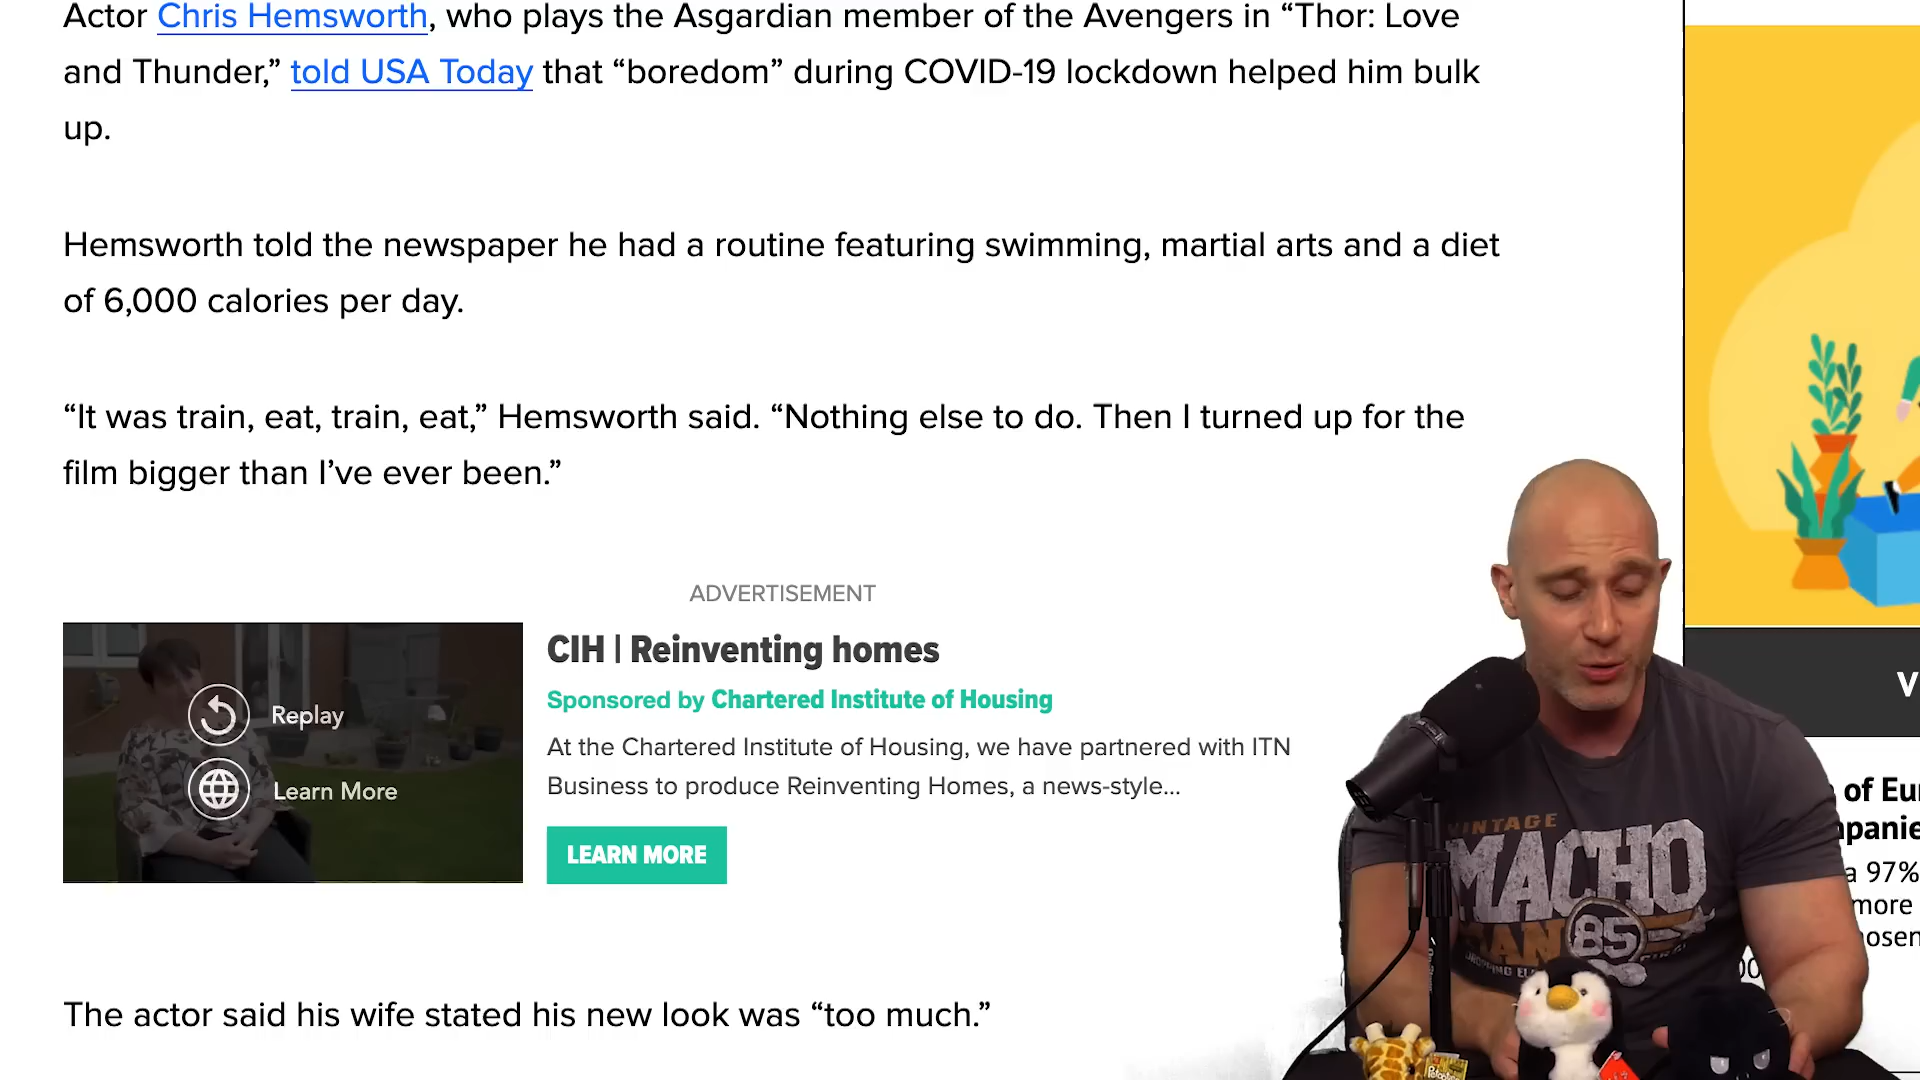 Actor Chris Hemsworth, who plays the Asgardian member of the Avengers in “Thor: Love
and Thunder,” told USA Today that “boredom” during COVID-19 lockdown helped him bulk
up.
Hemsworth told the newspaper he had a routine featuring swimming, martial arts and a diet
of 6,000 calories per day.
“It was train, eat, train, eat,” Hemsworth said. “Nothing else to do. Then I turned up for the
film bigger than I’ve ever been.”
ADVERTISEMENT
Replay
Learn More
CIH | Reinventing homes
Sponsored by Chartered Institute of Housing
At the Chartered Institute of Housing, we have partnered with ITN
Business to produce Reinventing Homes, a news-style...
LEARN MORE
The actor said his wife stated his new look was “too much.”
VINTAGE
MACHO
85
V
of Eu
a 97%
more